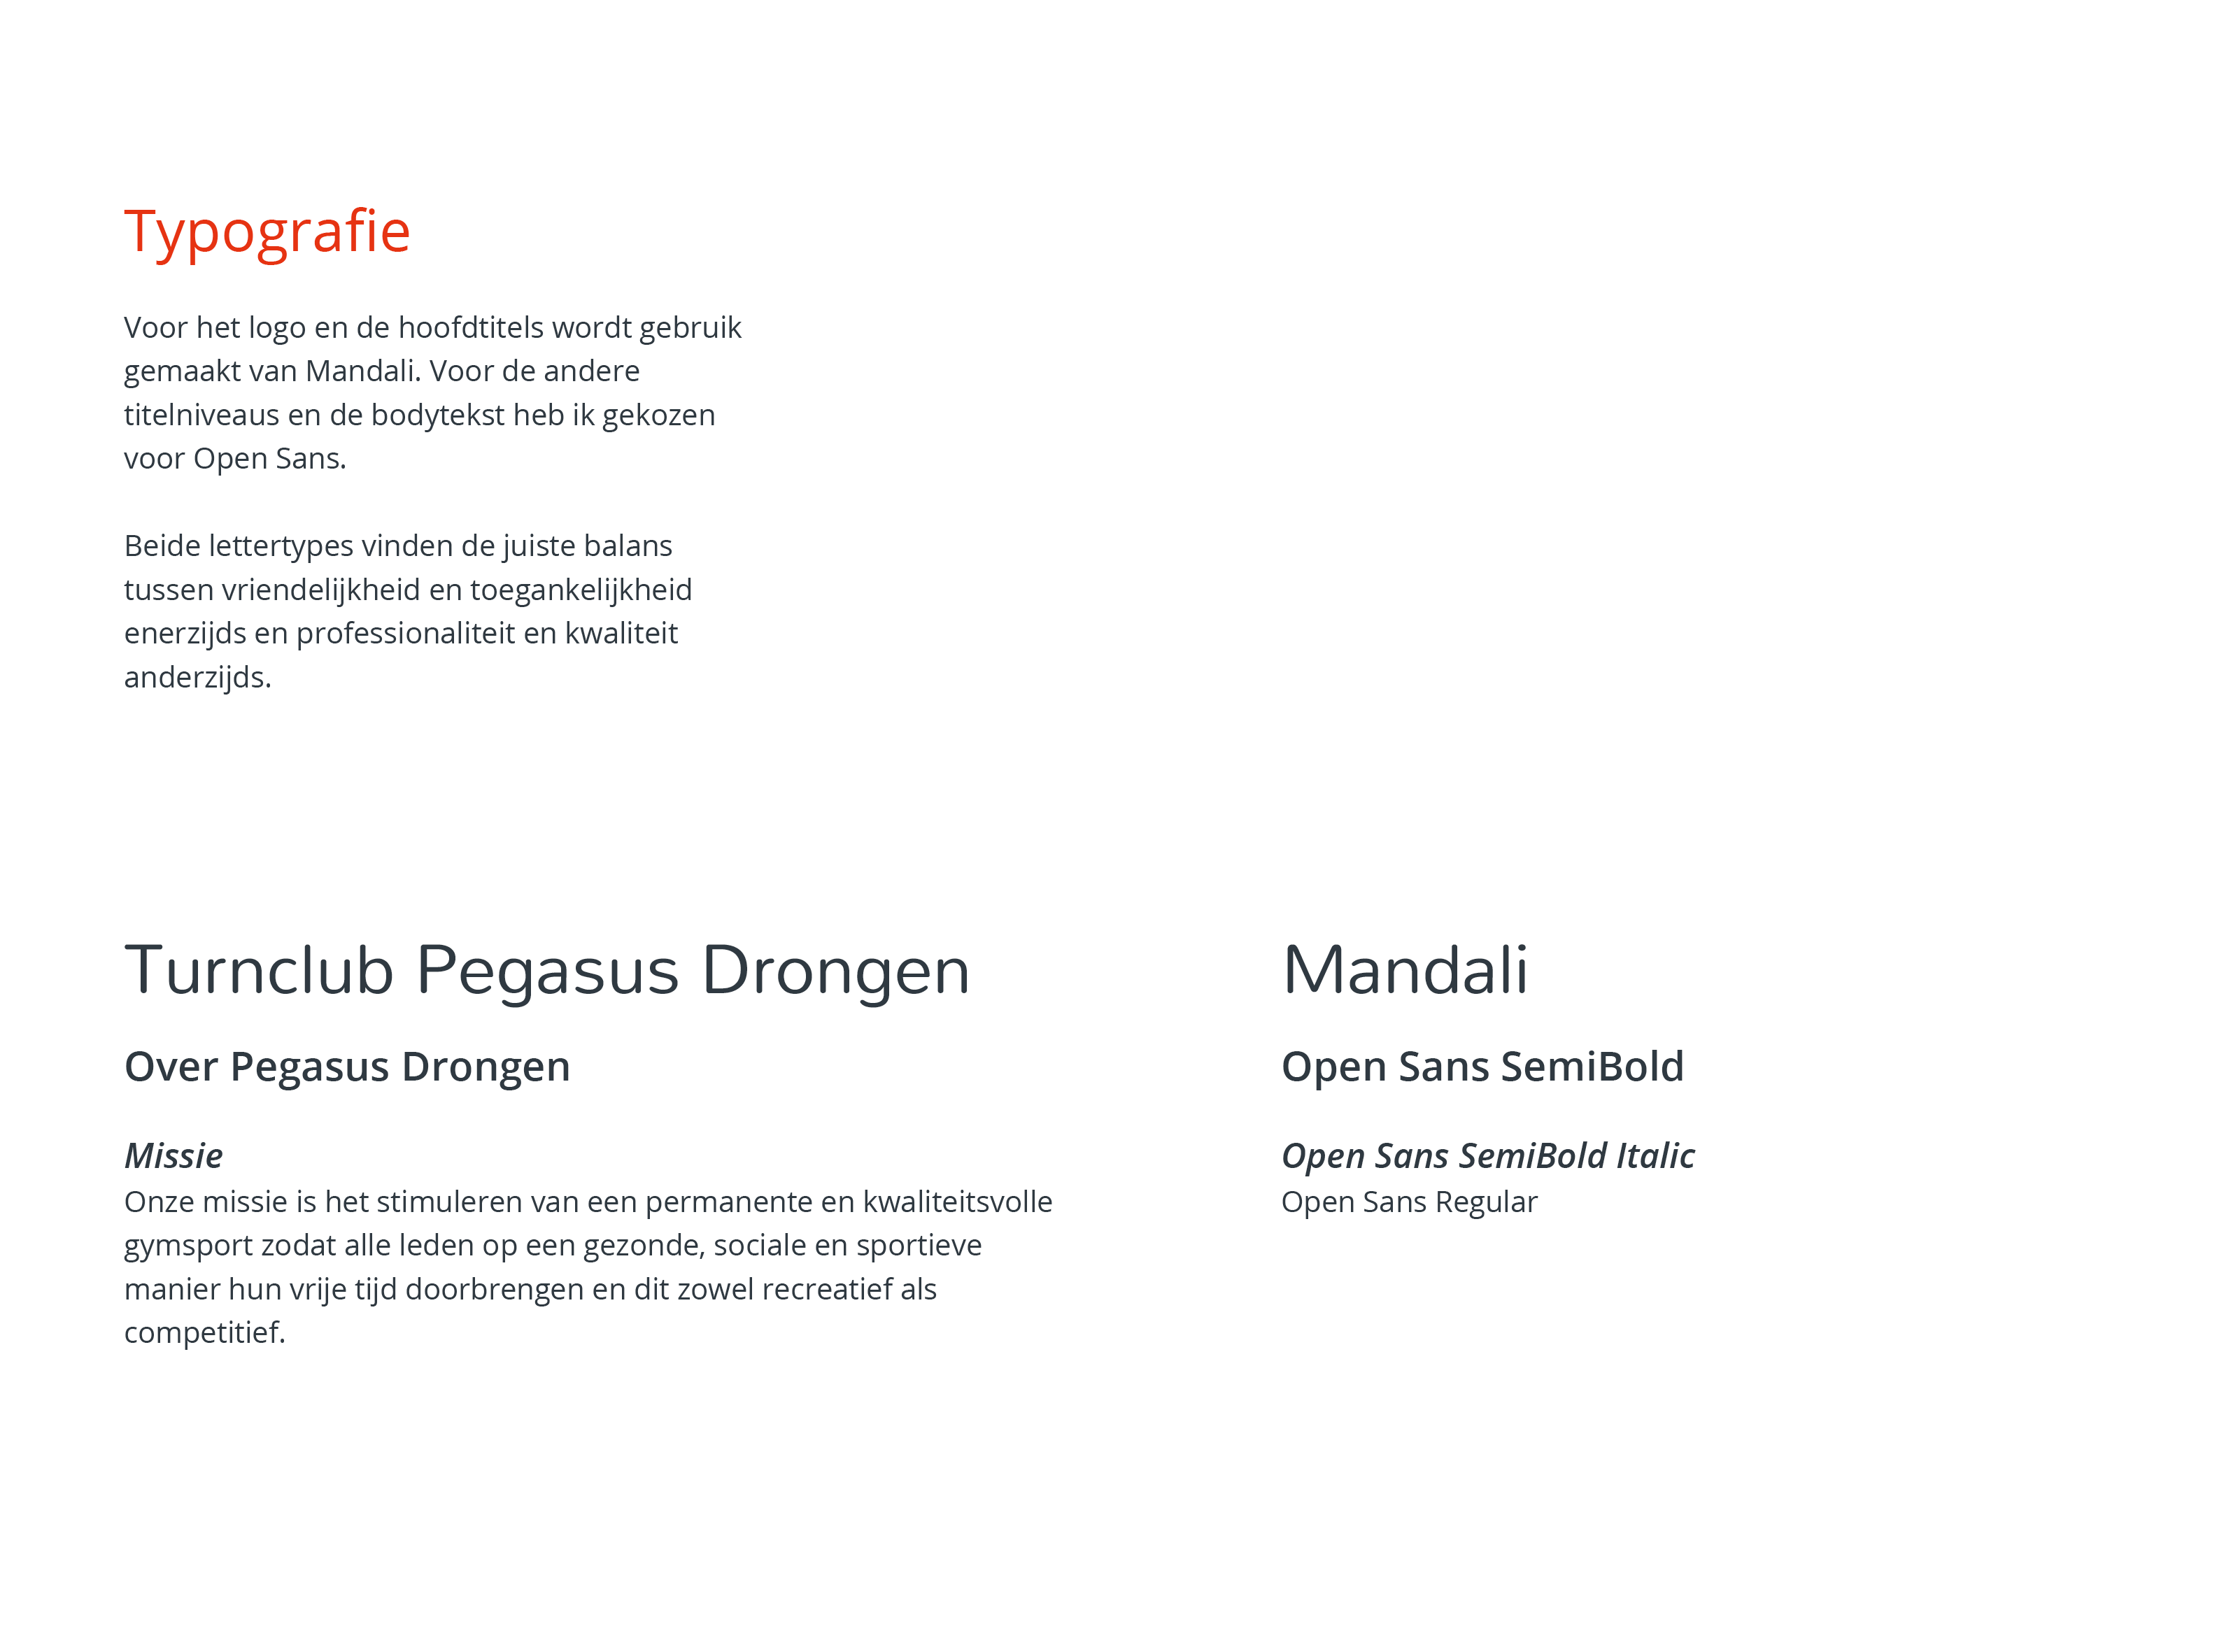 Typografie
Voor het logo en de hoofdtitels wordt gebruik
gemaakt van Mandali. Voor de andere
titelniveaus en de bodytekst heb ik gekozen
voor Open Sans.
Beide lettertypes vinden de juiste balans
tussen vriendelijkheid en toegankelijkheid
enerzijds en professionaliteit en kwaliteit
anderzijds.
Turnclub Pegasus Drongen
Over Pegasus Drongen
Missie
Onze missie is het stimuleren van een permanente en kwaliteitsvolle
gymsport zodat alle leden op een gezonde, sociale en sportieve
manier hun vrije tijd doorbrengen en dit zowel recreatief als
competitief.
Mandali
Open Sans SemiBold
Open Sans SemiBold Italic
Open Sans Regular